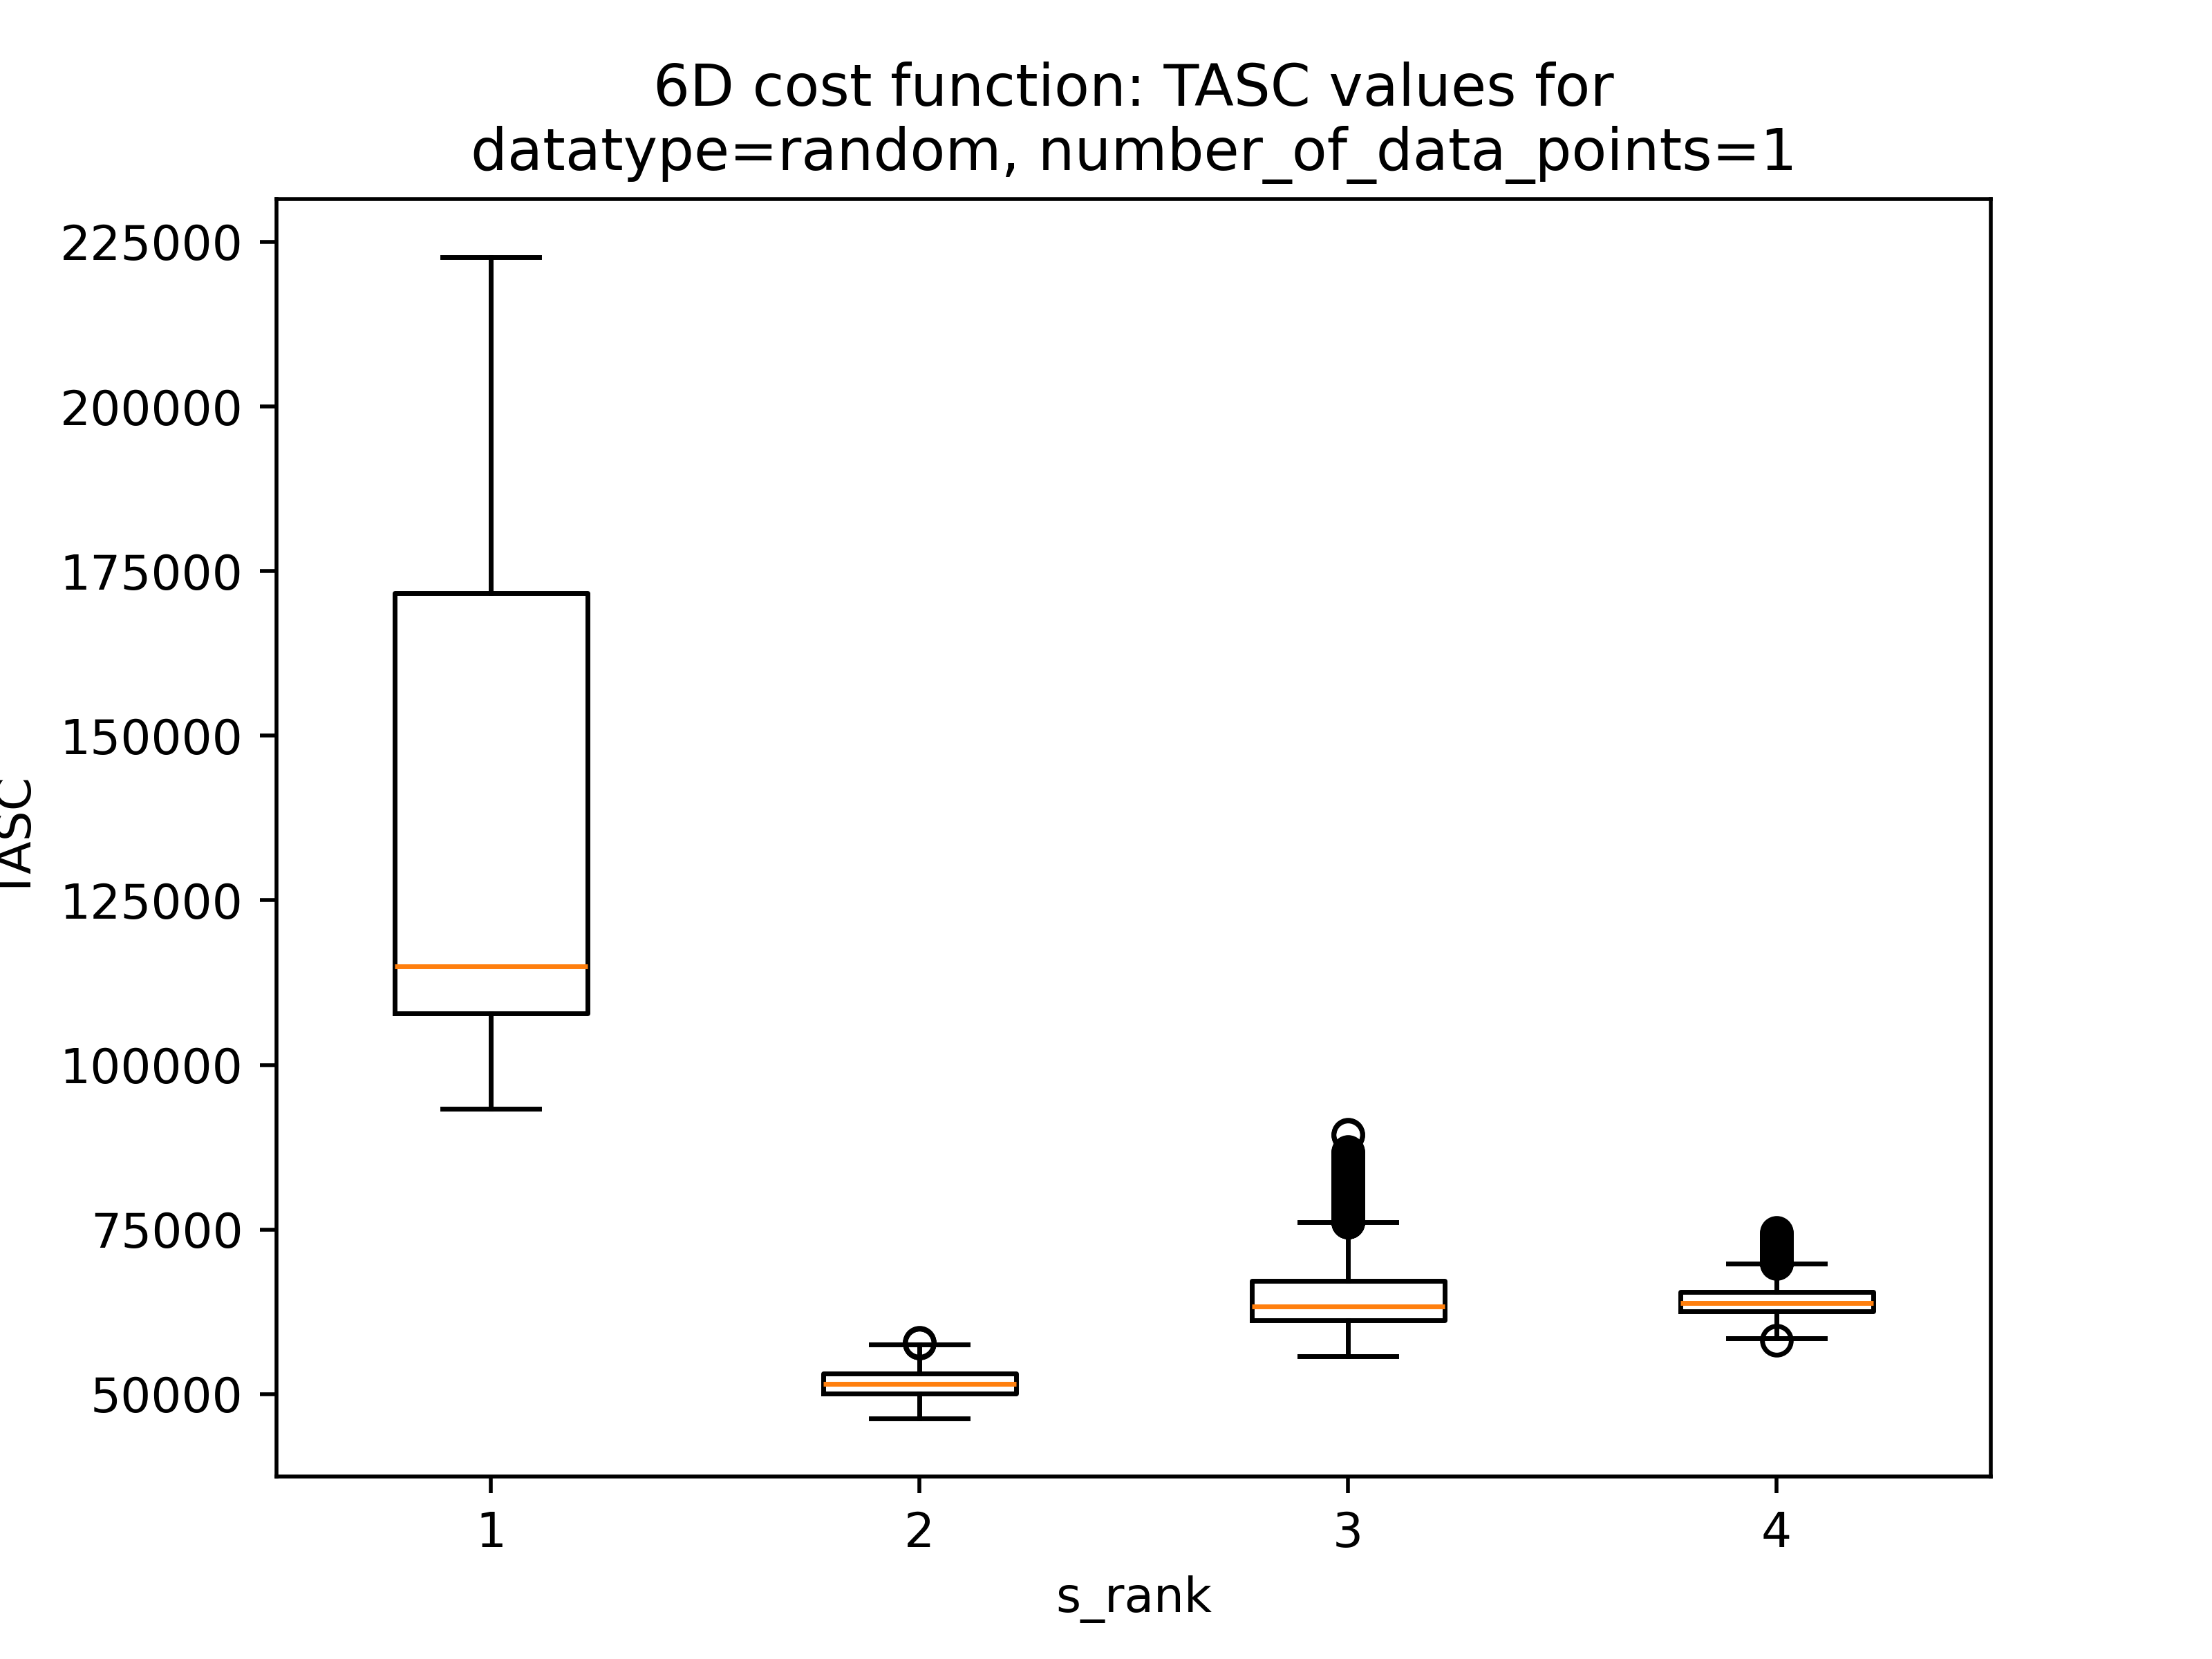 6D cost function: TASC values for
datatype=random, number_of_data_points=1
225000
200000
175000
150000
125000
100000
75000
50000
TASC
1 2 3 4
s_rank